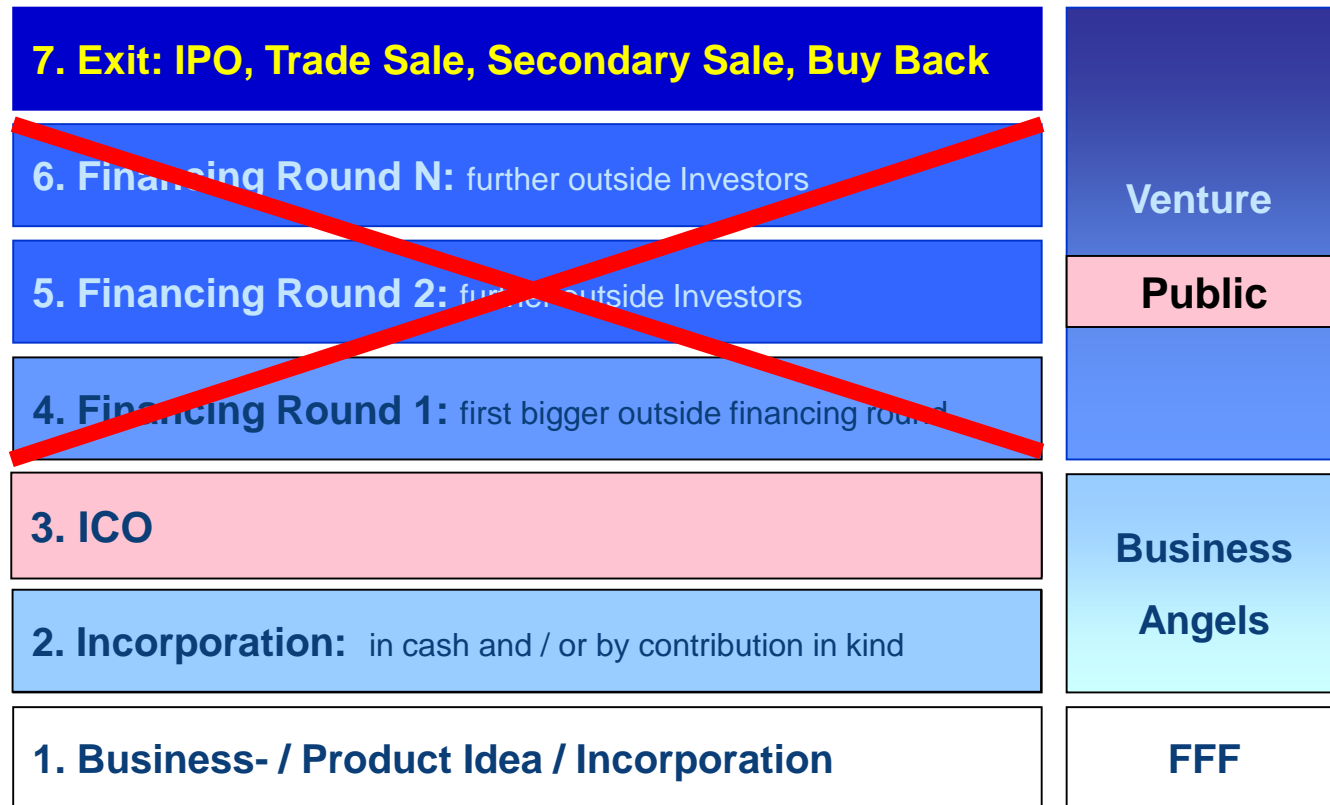 7. Exit: IPO, Trade Sale, Secondary Sale, Buy Back
6. Financing Round N: further outside Investors
5. Financing Round 2: further outside Investors
4. Financing Round 1: first bigger outside financing round
3. ICO
2. Incorporation: in cash and / or by contribution in kind
1. Business- / Product Idea / Incorporation
Venture
Public
Business
Angels
FFF